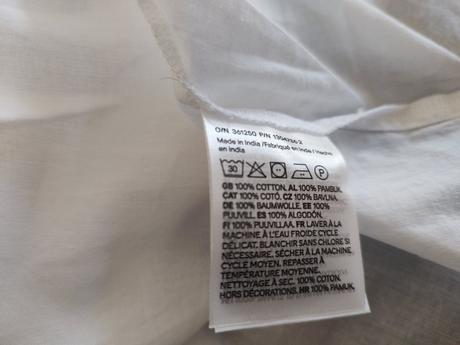 O/N 361250 P/N
Made in India /Fabriqué en Inde / Hecho
en India
30 P
GB 100% COTTON. AL 100% PAMBUK.
CAT 100% COTÓ. CZ 100% BAVLNA.
DE 100% BAUMWOLLE. EE 100%
PUUVILL. ES 100% ALGODÓN.
FI 100% PUUVILLAA. FR LAVER À LA
MACHINE À L'EAU FROIDE CYCLE
DÉLICAT. BLANCHIR SANS CHLORE SI
NÉCESSAIRE. SÉCHER À LA MACHINE,
CYCLE MOYEN. REPASSER À
TEMPÉRATURE MOYENNE.
NETTOYAGE À SEC. 100% COTON.
HORS DÉCORATIONS. HR 100% PAMUK.